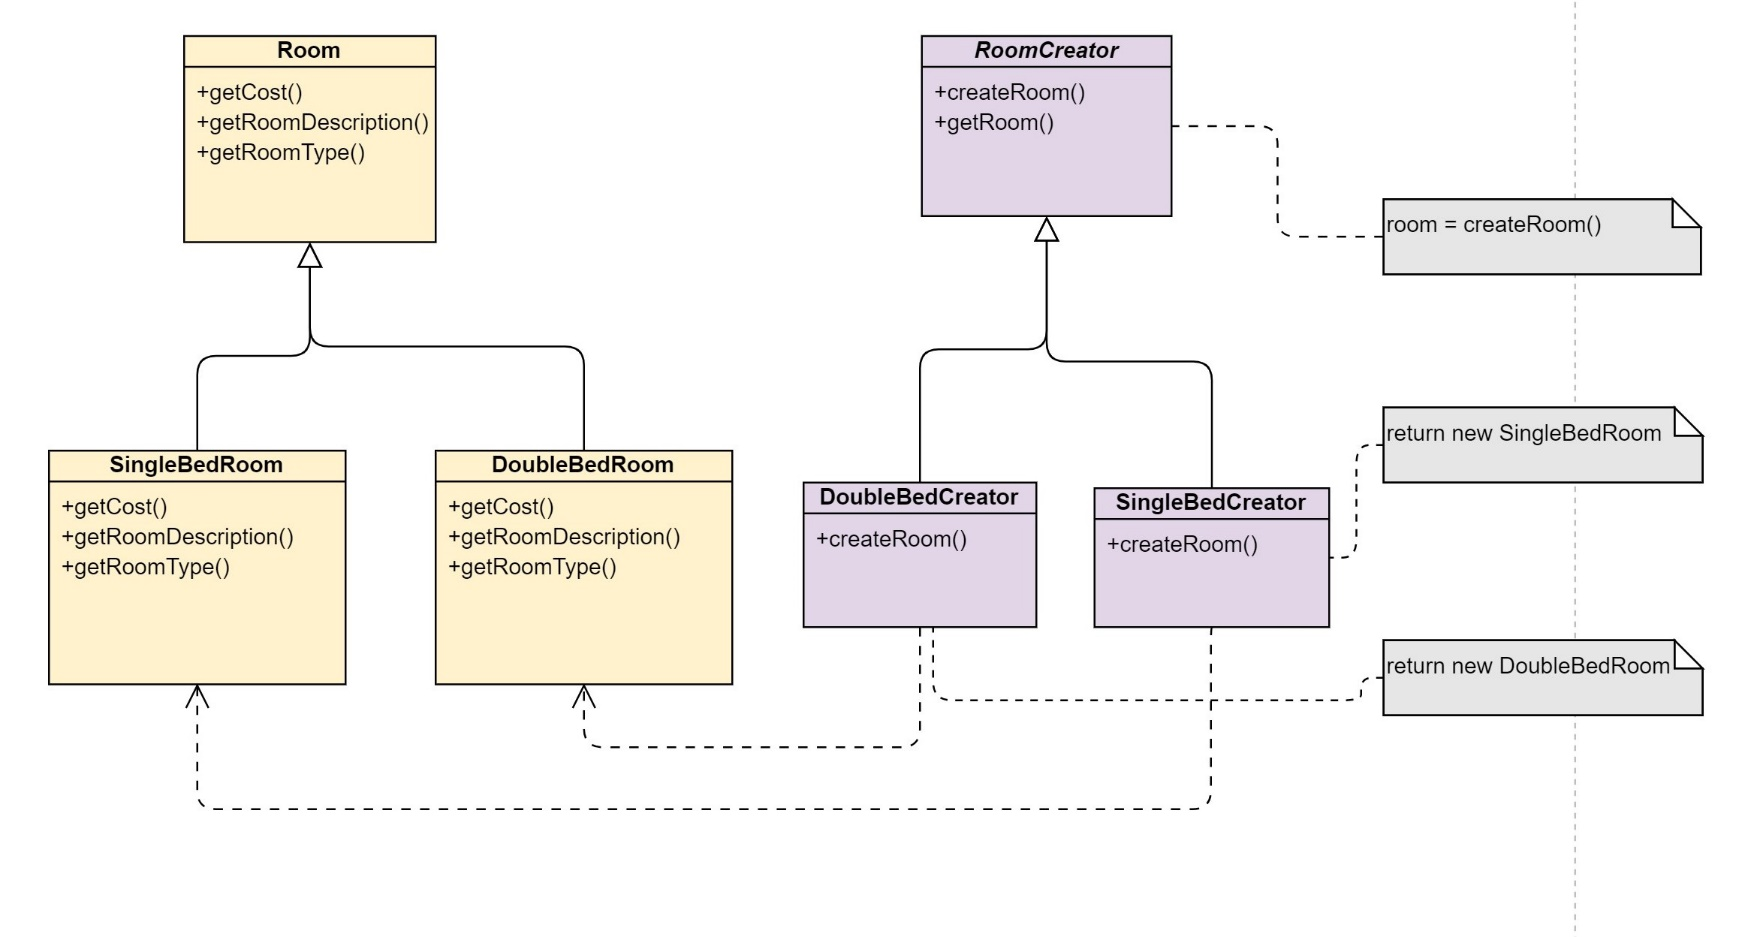 Room
+getCost()
+getRoomDescription()
+getRoomType()
RoomCreator
+createRoom()
+getRoom()
room = createRoom()
SingleBedRoom
+getCost()
+getRoomDescription()
+getRoomType()
DoubleBedRoom
+getCost()
+getRoomDescription()
+getRoomType()
DoubleBedCreator
+createRoom()
SingleBedCreator
+createRoom()
return new SingleBedRoom
return new DoubleBedRoom